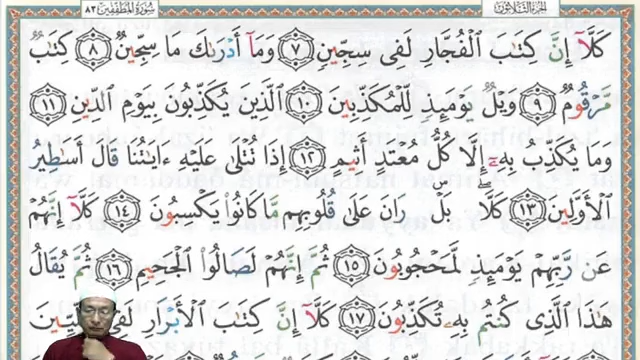 الجزء الثلاثون سورة المطففين ٨٣
كَلَّآ إِنَّ كِتَٰبَ ٱلْفُجَّارِ لَفِى سِجِّينٍ ۝٧ وَمَآ أَدْرَىٰكَ مَا سِجِّينٌ ۝٨ كِتَٰبٌ
مَّرْقُومٌ ۝٩ وَيْلٌ يَوْمَئِذٍ لِّلْمُكَذِّبِينَ ۝١٠ ٱلَّذِينَ يُكَذِّبُونَ بِيَوْمِ ٱلدِّينِ ۝١١
وَمَا يُكَذِّبُ بِهِۦٓ إِلَّا كُلُّ مُعْتَدٍ أَثِيمٍ ۝١٢ إِذَا تُتْلَىٰ عَلَيْهِ ءَايَٰتُنَا قَالَ أَسَٰطِيرُ
ٱلْأَوَّلِينَ ۝١٣ كَلَّا ۖ بَلْ ۜ رَانَ عَلَىٰ قُلُوبِهِم مَّا كَانُوا۟ يَكْسِبُونَ ۝١٤ كَلَّآ إِنَّهُمْ
عَن رَّبِّهِمْ يَوْمَئِذٍ لَّمَحْجُوبُونَ ۝١٥ ثُمَّ إِنَّهُمْ لَصَالُوا۟ ٱلْجَحِيمِ ۝١٦ ثُمَّ يُقَالُ
هَٰذَا ٱلَّذِى كُنتُم بِهِۦ تُكَذِّبُونَ ۝١٧ كَلَّآ إِنَّ كِتَٰبَ ٱلْأَبْرَارِ لَفِى